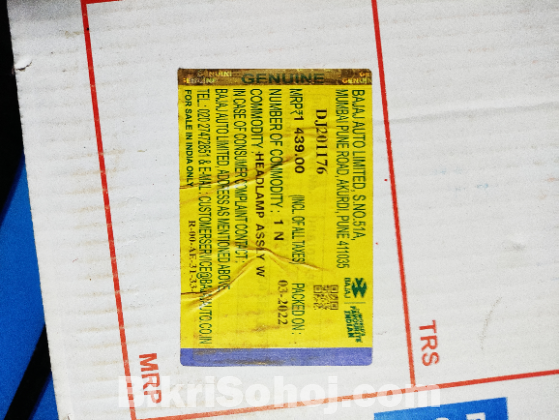 GENUINE
BAJAJ AUTO LIMITED, S.NO.51A,
MUMBAI PUNE ROAD, AKURDI, PUNE 411035
DJ201176
MRP:₹1 439.00 (INCL OF ALL TAXES)
PACKED ON :
03-2022
NUMBER OF COMMODITY : 1 N
COMMODITY : HEADLAMP ASSLY W
IN CASE OF CONSUMER COMPLAINT CONTACT :
BAJAJ AUTO LIMITED, ADDRESS AS MENTIONED ABOVE
TEL.: 020 27472851 & E-MAIL : CUSTOMERSERVICE@BAJAJAUTO.CO.IN
FOR SALE IN INDIA ONLY
BAJAJ
FAVOURITE
INDIAN
TRS
MRP
BikriSohoj.com